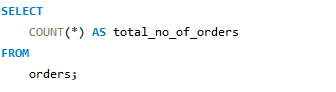 SELECT
    COUNT(*) AS total_no_of_orders
FROM
    orders;